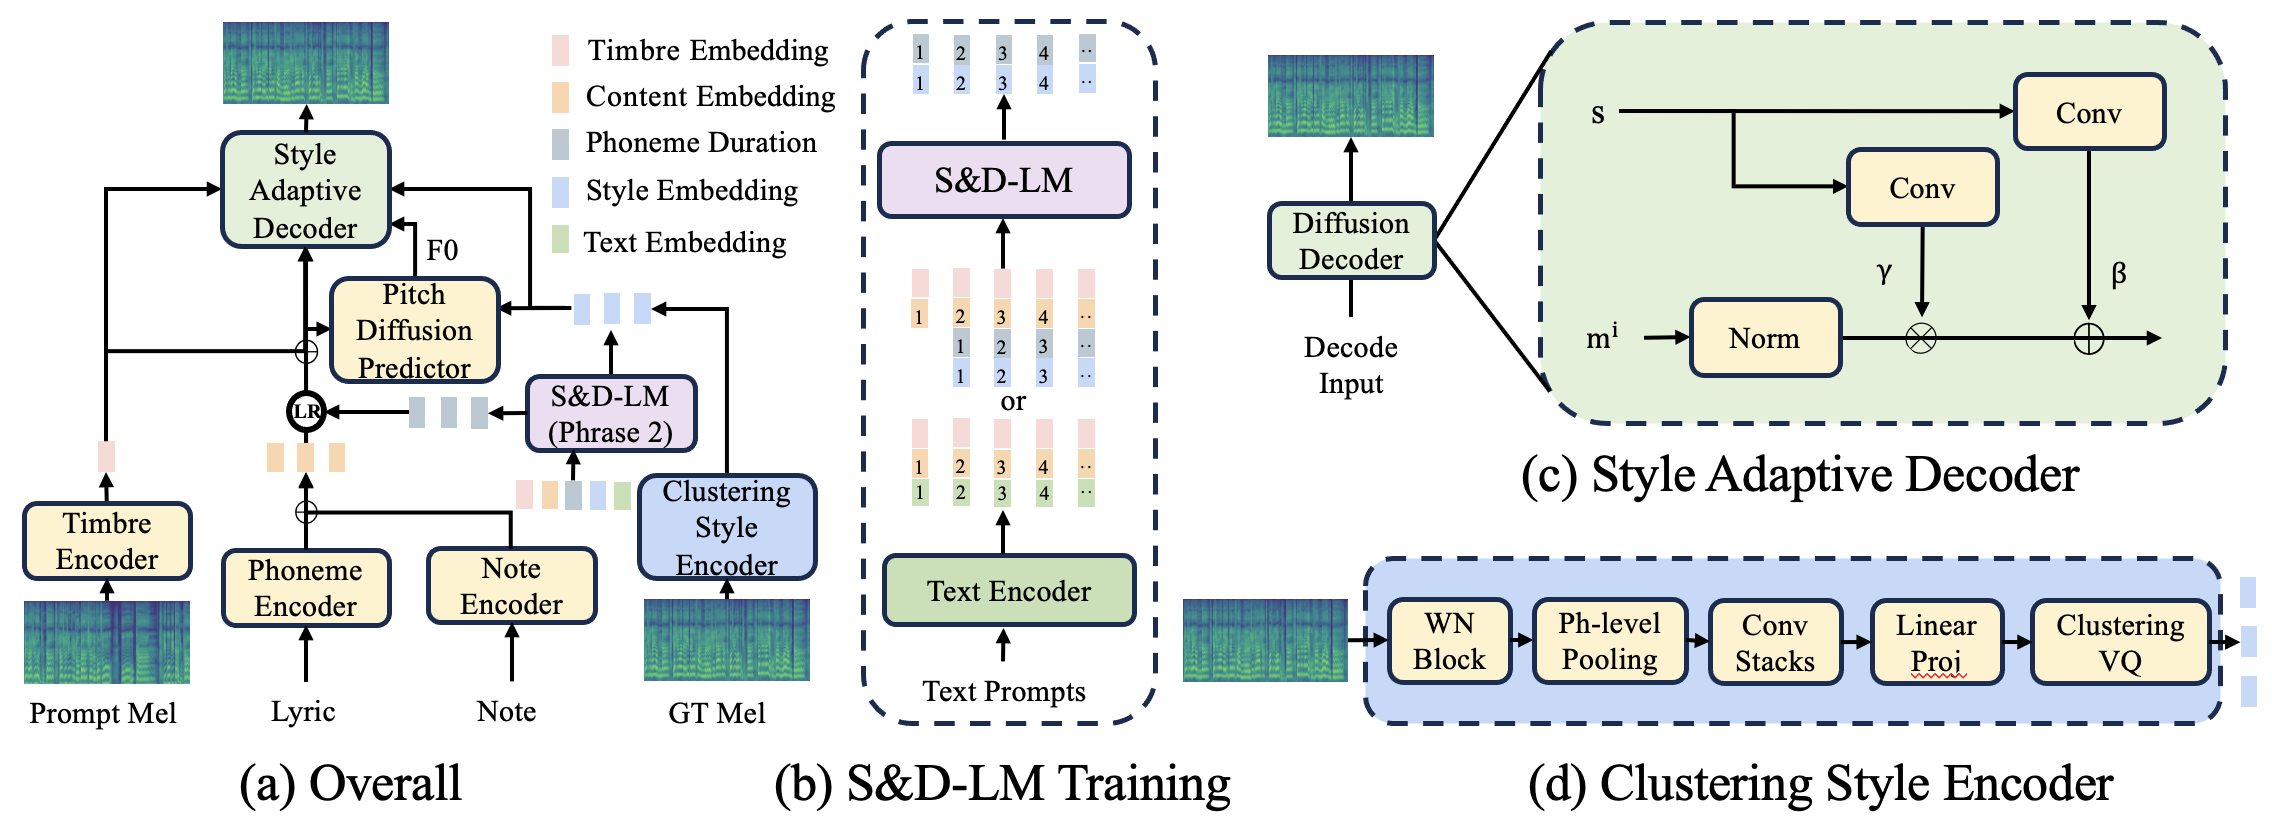 Timbre Embedding
Content Embedding
Phoneme Duration
Style Embedding
Text Embedding
Style
Adaptive
Decoder
F0
Pitch
Diffusion
Predictor
LR
S&D-LM
(Phrase 2)
Timbre
Encoder
Phoneme
Encoder
Note
Encoder
Clustering
Style
Encoder
Prompt Mel
Lyric
Note
GT Mel
(a) Overall
1 2 3 4 ..
1 2 3 4 ..
S&D-LM
1 2 3 4 ..
1 2 3 ..
1 2 3 ..
or
1 2 3 4 ..
1 2 3 4 ..
Text Encoder
Text Prompts
(b) S&D-LM Training
Diffusion
Decoder
Decode
Input
s
Conv
Conv
γ
β
mⁱ
Norm
(c) Style Adaptive Decoder
WN
Block
Ph-level
Pooling
Conv
Stacks
Linear
Proj
Clustering
VQ
(d) Clustering Style Encoder